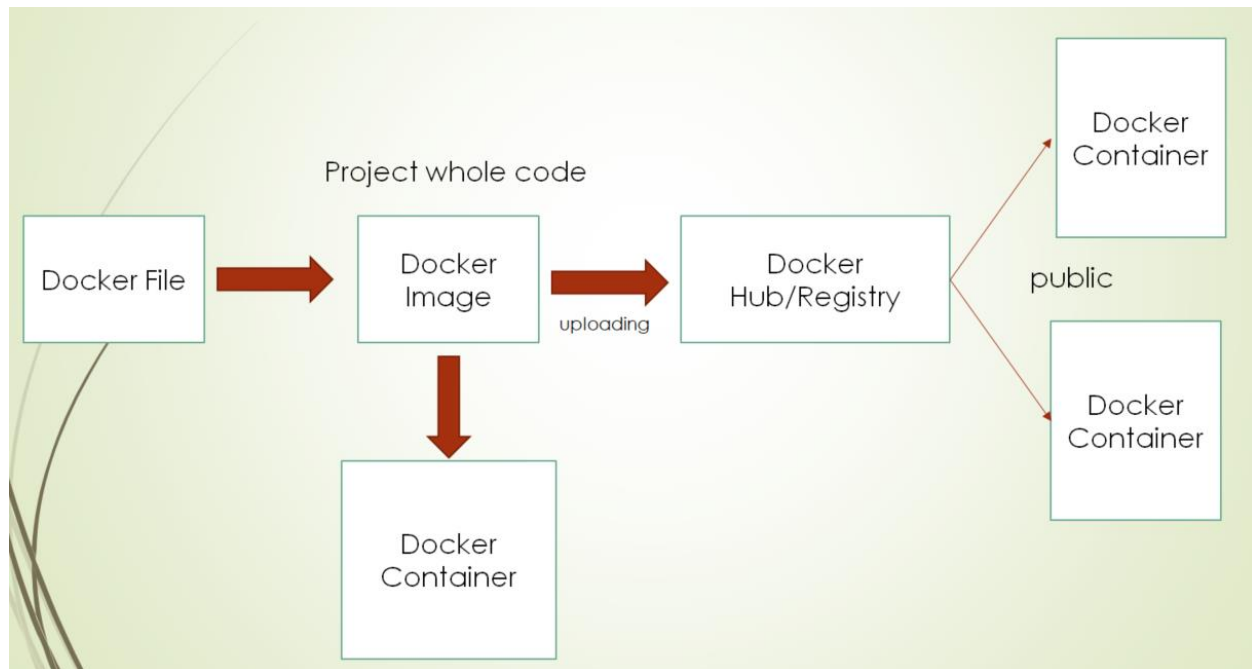 Project whole code
Docker File
Docker
Image
uploading
Docker
Hub/Registry
Docker
Container
public
Docker
Container
Docker
Container